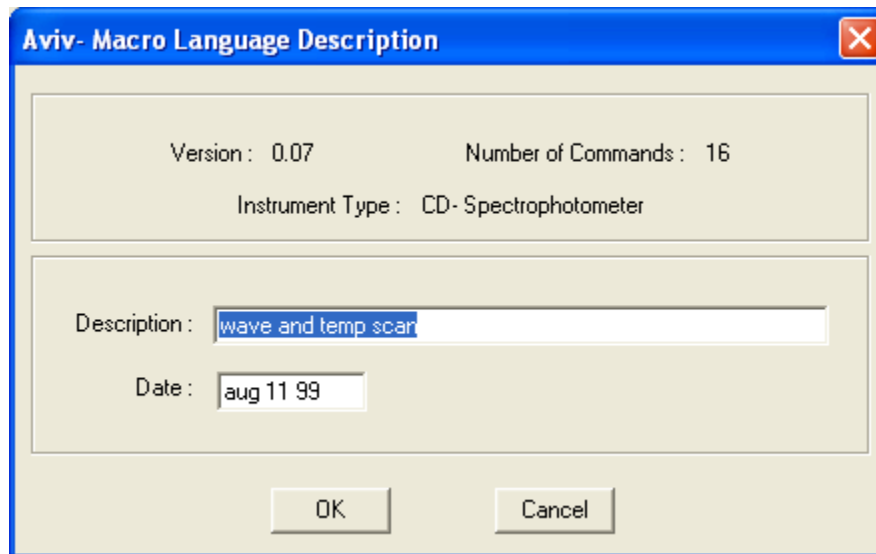 Aviv- Macro Language Description
Version : 0.07 Number of Commands : 16
Instrument Type : CD- Spectrophotometer
Description : wave and temp scan
Date : aug 11 99
OK Cancel